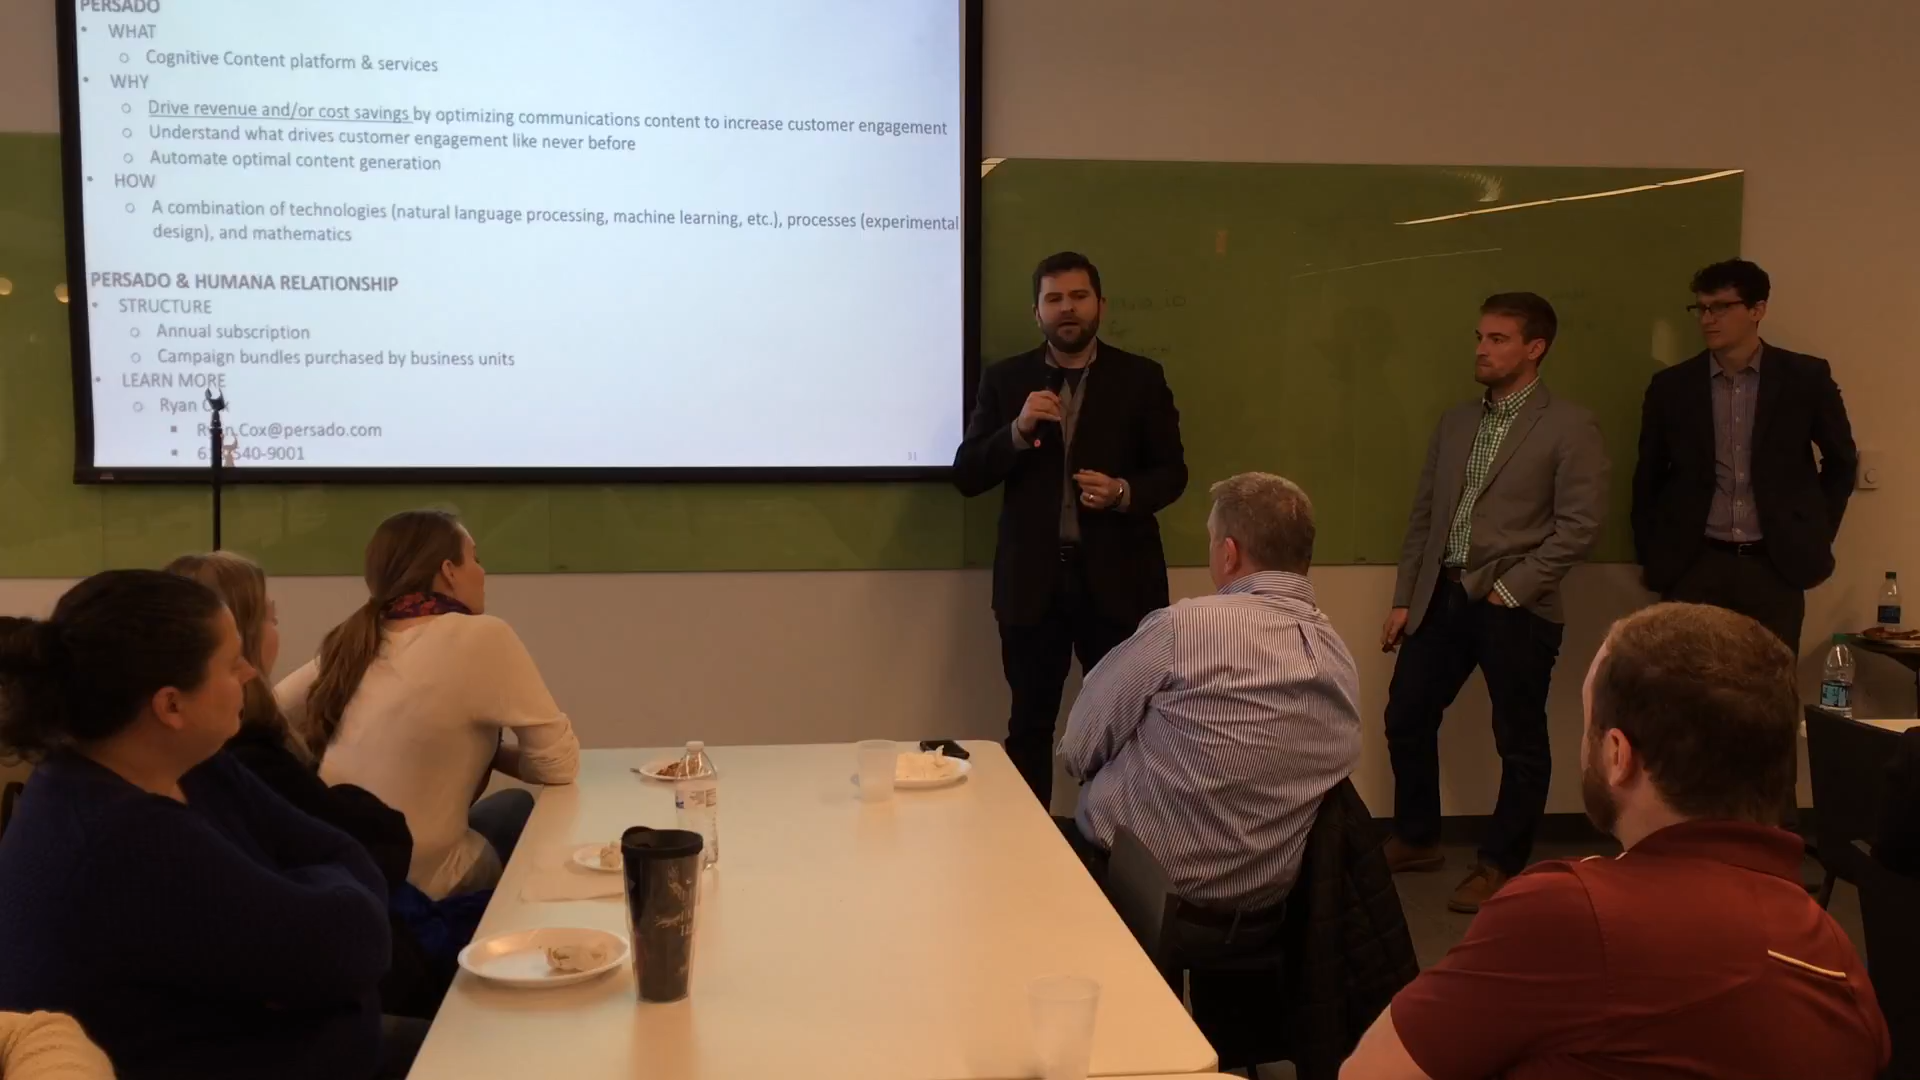 PERSADO
• WHAT
○ Cognitive Content platform & services
• WHY
○ Drive revenue and/or cost savings by optimizing communications content to increase customer engagement
○ Understand what drives customer engagement like never before
○ Automate optimal content generation
• HOW
○ A combination of technologies (natural language processing, machine learning, etc.), processes (experimental
design), and mathematics
PERSADO & HUMANA RELATIONSHIP
• STRUCTURE
○ Annual subscription
○ Campaign bundles purchased by business units
• LEARN MORE
○ Ryan
▪ Cox@persado.com
▪ 540-9001
31